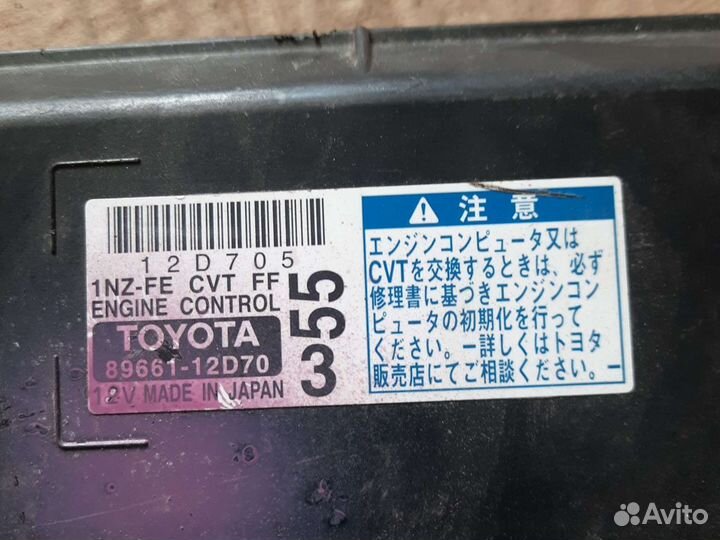 12D705
1NZ-FE CVT FF
ENGINE CONTROL
TOYOTA
89661-12D70
12V MADE IN JAPAN
355
注意
エンジンコンピュータ又は
CVTを交換するときは、必ず
修理書に基づきエンジンコン
ピュータの初期化を行って
ください。ー詳しくはトヨタ
販売店にてご相談ください。ー
Avito